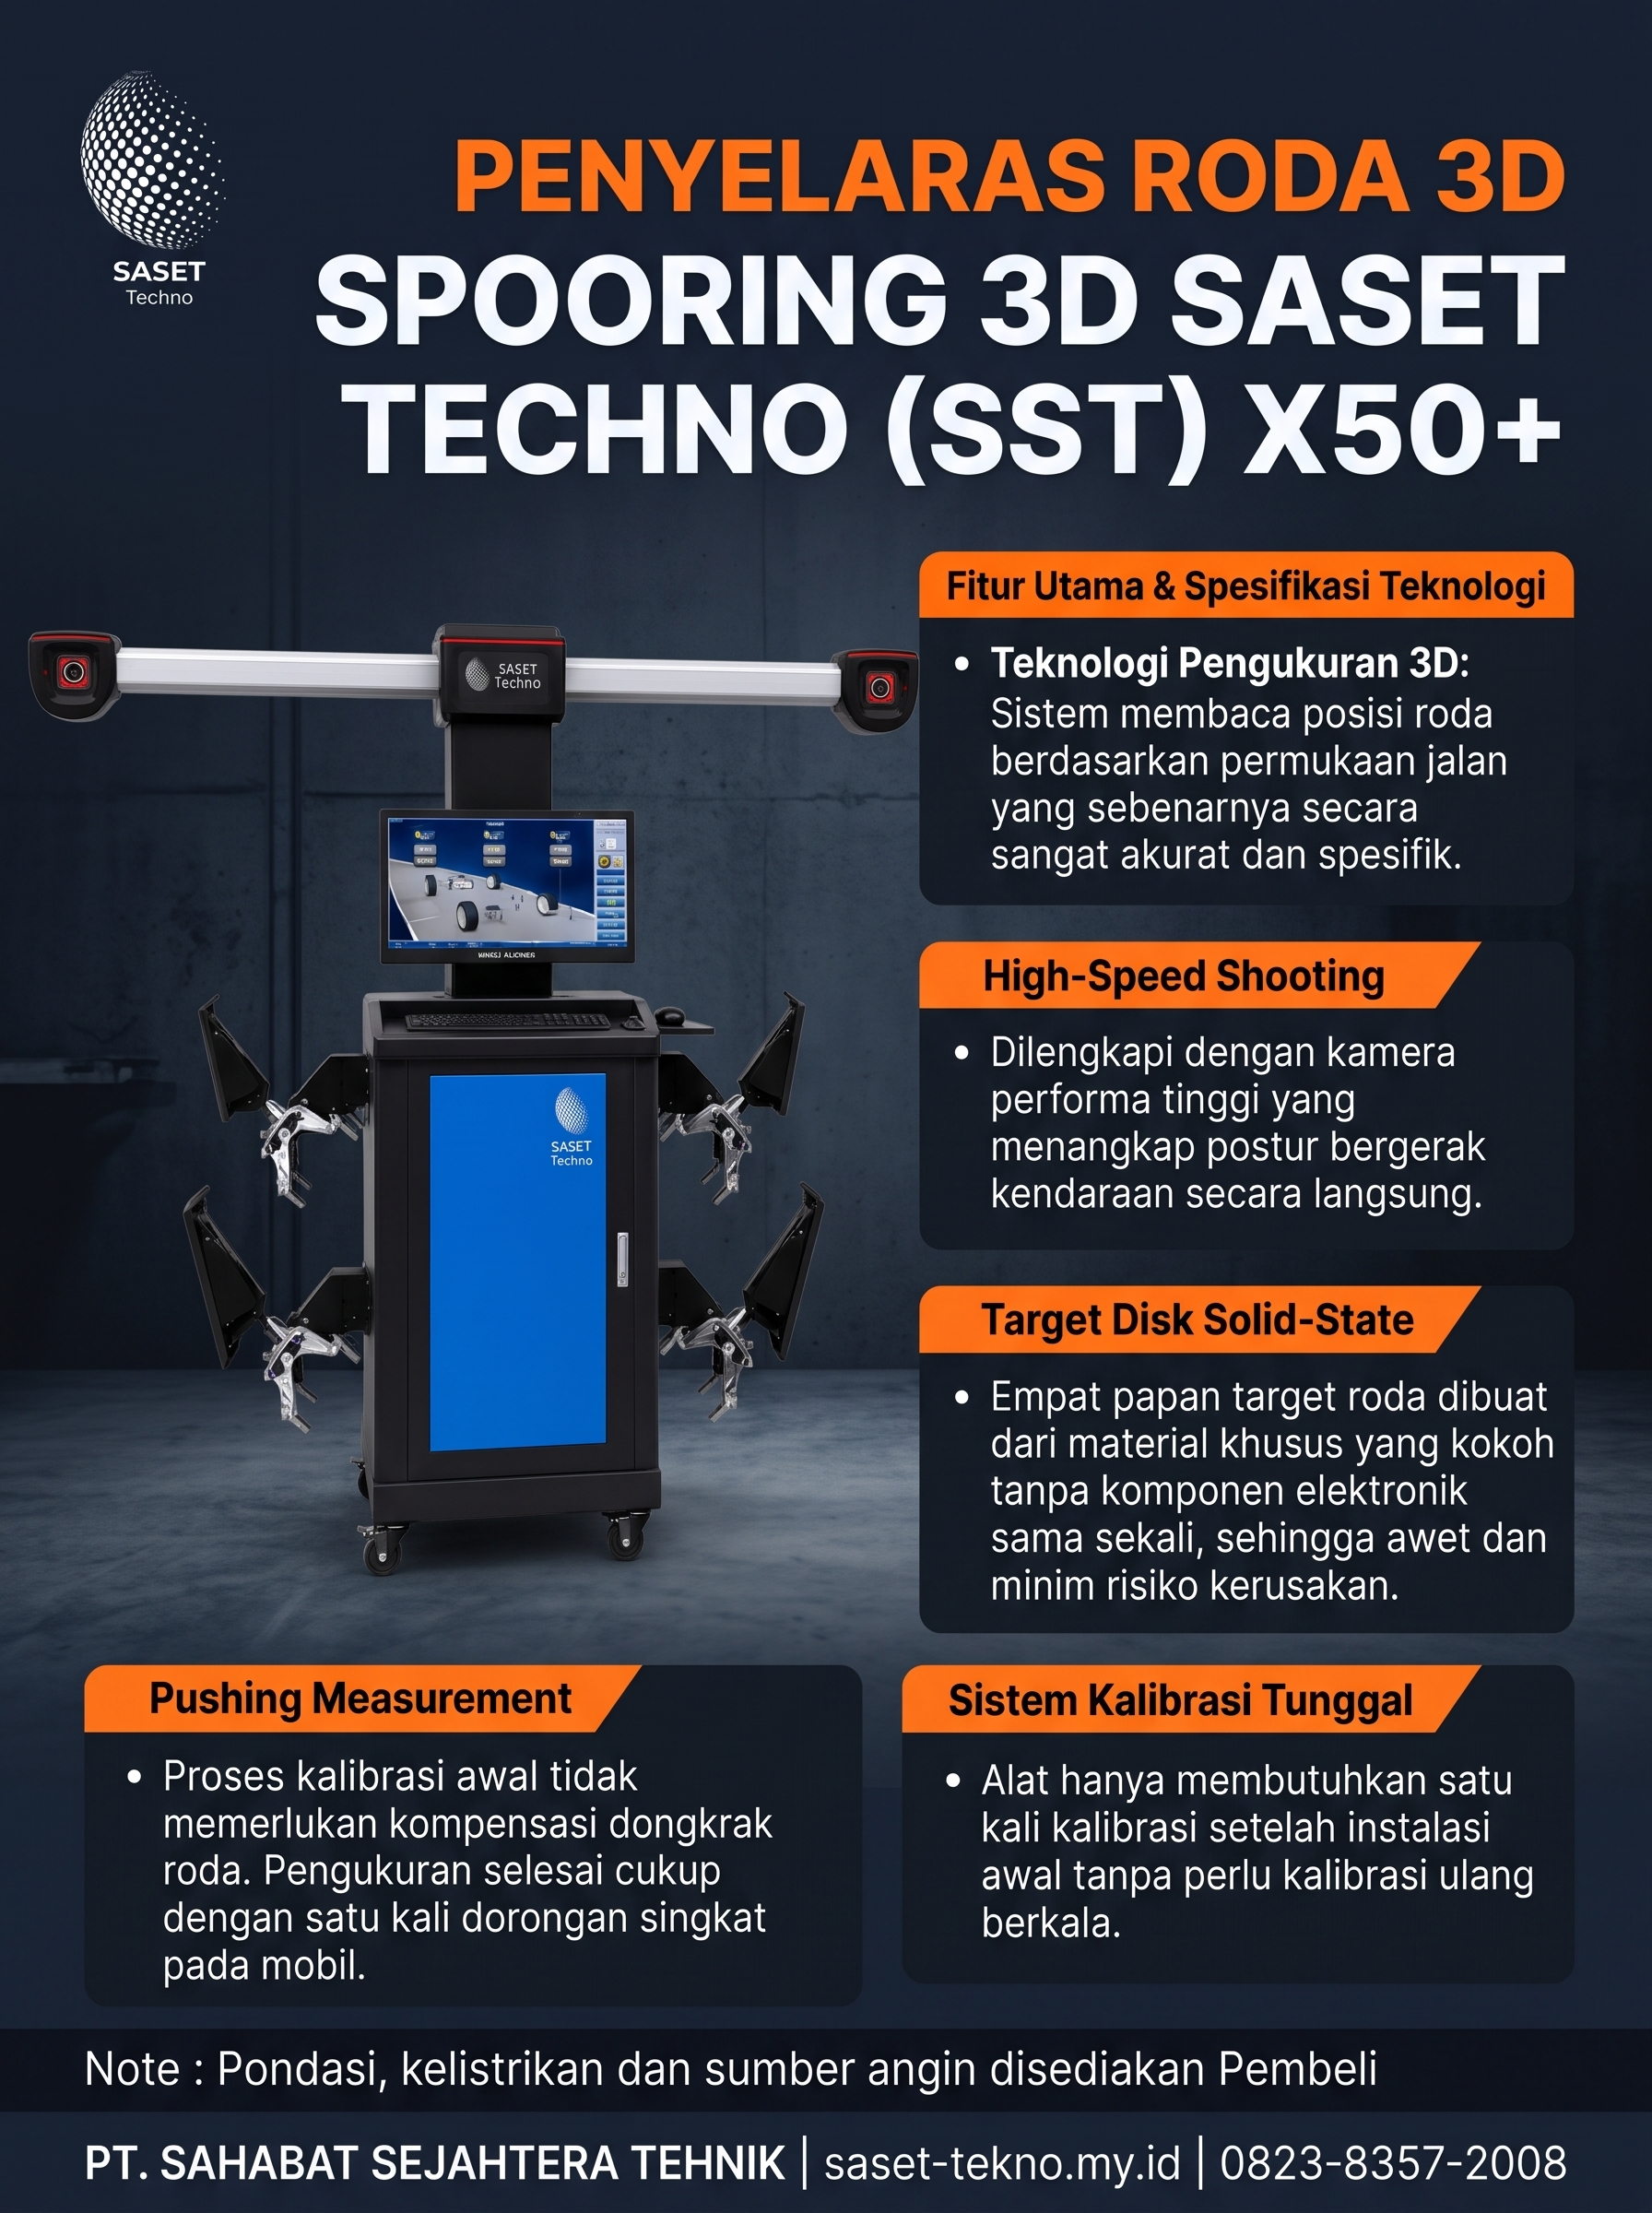 SASET
Techno
PENYELARAS RODA 3D
SPOORING 3D SASET
TECHNO (SST) X50+
SASET
Techno
SASET
Techno
Fitur Utama & Spesifikasi Teknologi
• Teknologi Pengukuran 3D:
Sistem membaca posisi roda
berdasarkan permukaan jalan
yang sebenarnya secara
sangat akurat dan spesifik.
High-Speed Shooting
• Dilengkapi dengan kamera
performa tinggi yang
menangkap postur bergerak
kendaraan secara langsung.
Target Disk Solid-State
• Empat papan target roda dibuat
dari material khusus yang kokoh
tanpa komponen elektronik
sama sekali, sehingga awet dan
minim risiko kerusakan.
Pushing Measurement
• Proses kalibrasi awal tidak
memerlukan kompensasi dongkrak
roda. Pengukuran selesai cukup
dengan satu kali dorongan singkat
pada mobil.
Sistem Kalibrasi Tunggal
• Alat hanya membutuhkan satu
kali kalibrasi setelah instalasi
awal tanpa perlu kalibrasi ulang
berkala.
Note : Pondasi, kelistrikan dan sumber angin disediakan Pembeli
PT. SAHABAT SEJAHTERA TEHNIK | saset-tekno.my.id | 0823-8357-2008